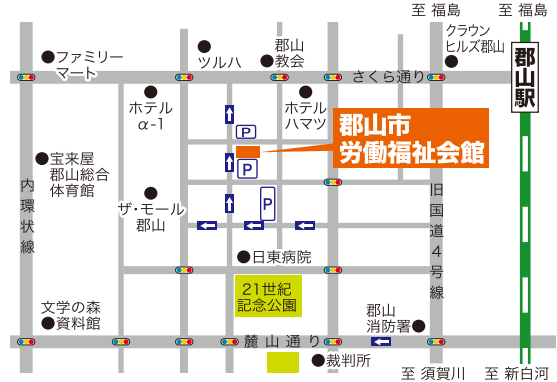 至 福島
至 福島
クラウン
ヒルズ郡山
郡山駅
ファミリー
マート
ツルハ
郡山
教会
さくら通り
ホテル
α-1
ホテル
ハマツ
P
郡山市
労働福祉会館
P
宝来屋
郡山総合
体育館
内環状線
ザ・モール
郡山
P
旧国道4号線
日東病院
21世紀
記念公園
文学の森
資料館
郡山
消防署
麓山通り
裁判所
至 須賀川
至 新白河